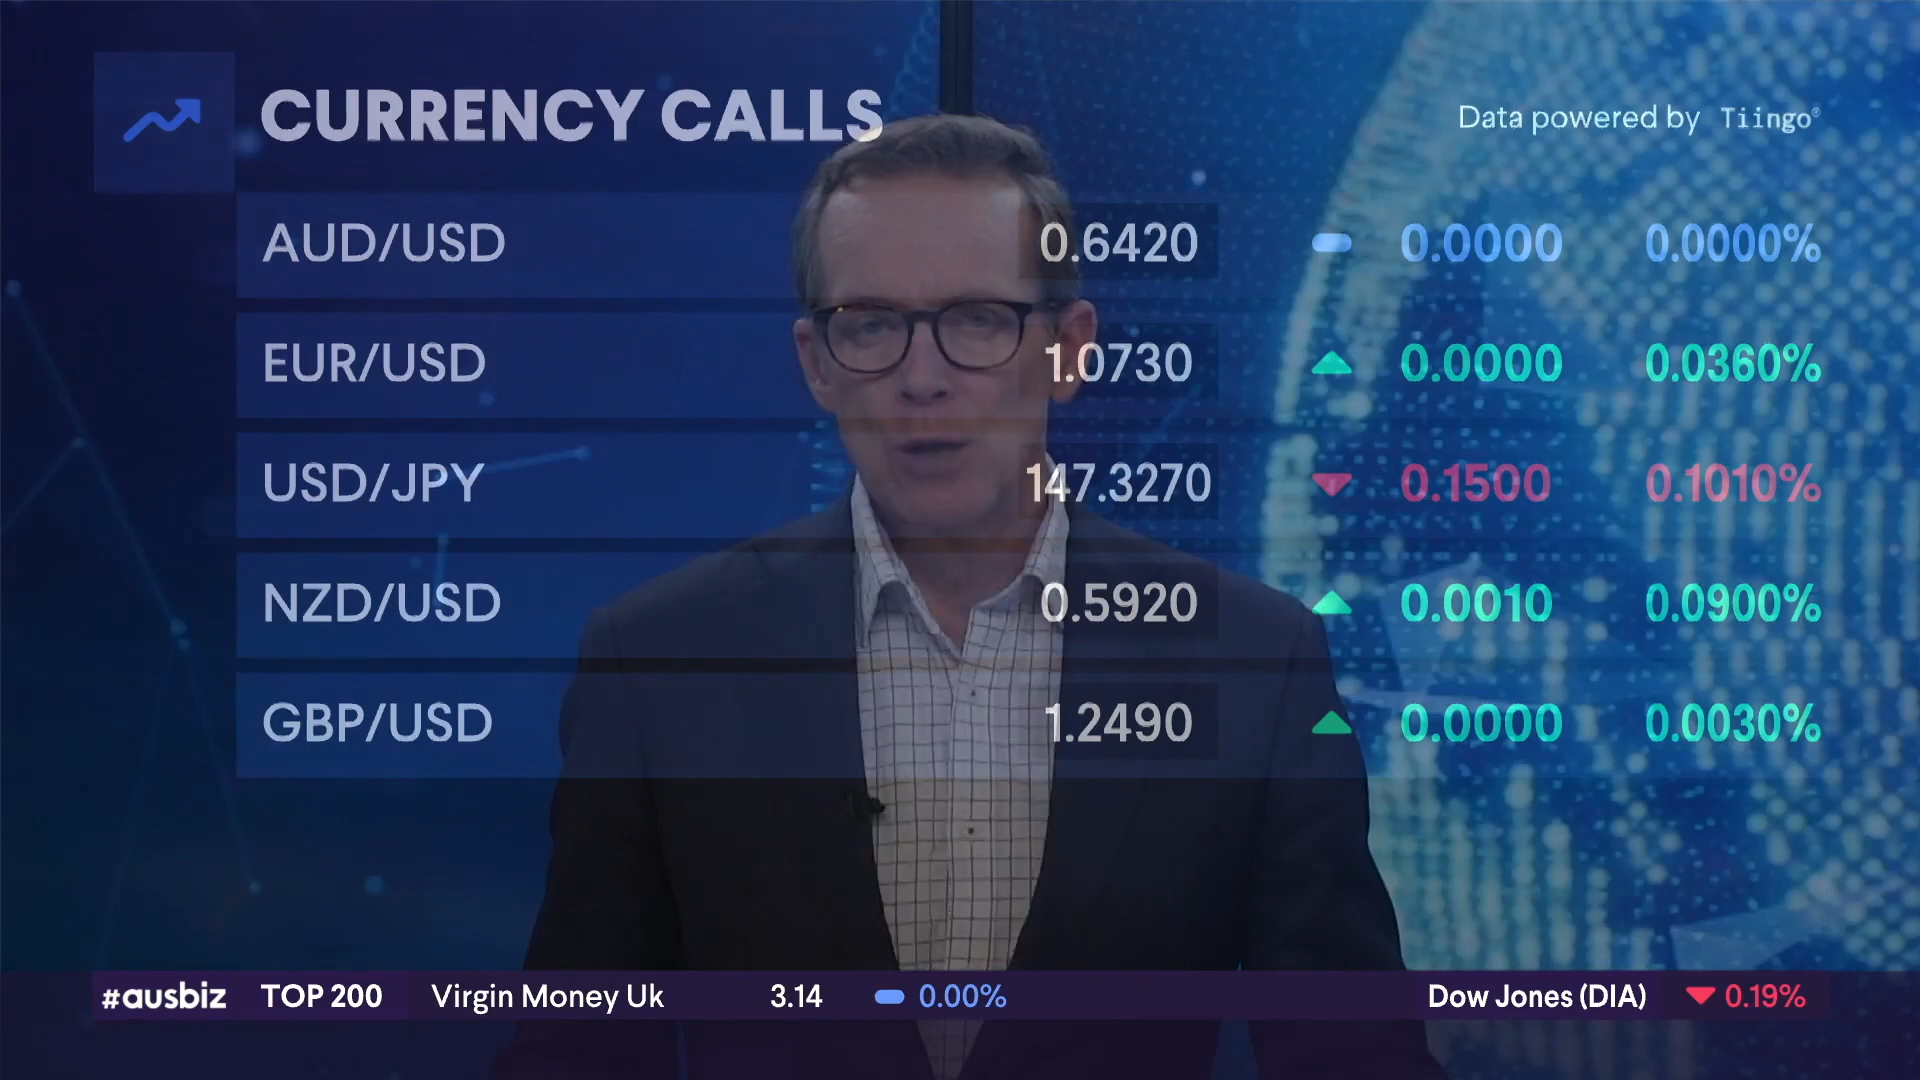 CURRENCY CALLS
Data powered by Tiingo®
AUD/USD 0.6420 0.0000 0.0000%
EUR/USD 1.0730 0.0000 0.0360%
USD/JPY 147.3270 0.1500 0.1010%
NZD/USD 0.5920 0.0010 0.0900%
GBP/USD 1.2490 0.0000 0.0030%
#ausbiz TOP 200 Virgin Money Uk 3.14 0.00% Dow Jones (DIA) 0.19%